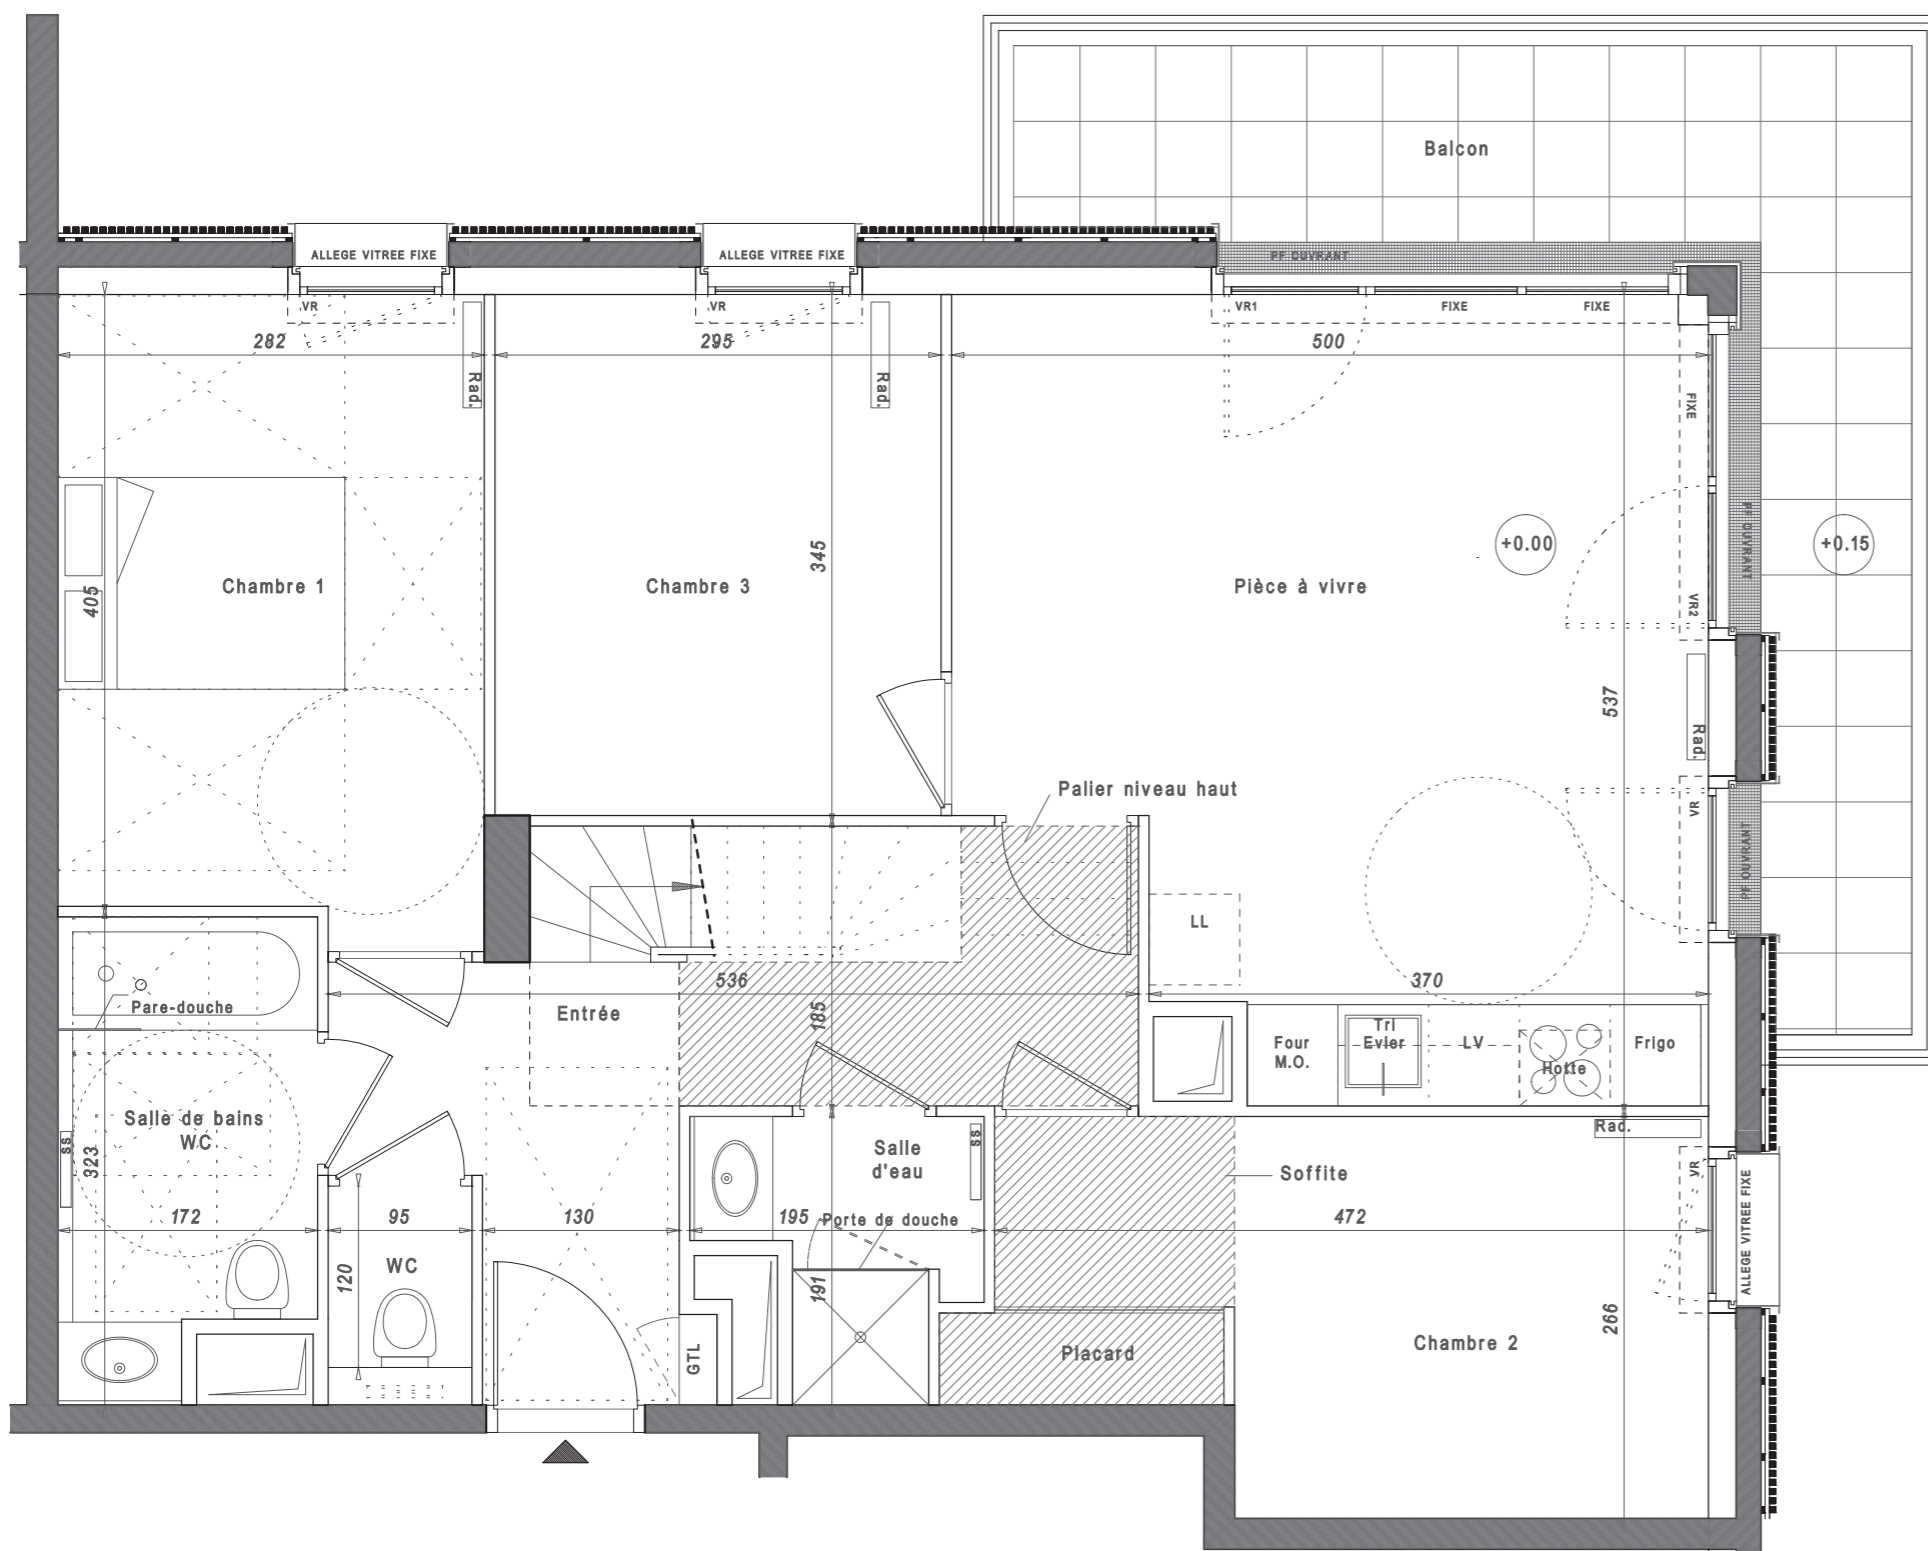 Balcon
ALLEGE VITREE FIXE
ALLEGE VITREE FIXE
PF OUVRANT
VR
VR
VR1
FIXE
FIXE
282
295
500
Rad.
Rad.
FIXE
+0.00
+0.15
PF OUVRANT
345
Chambre 1
Chambre 3
Pièce à vivre
405
VR2
537
Rad.
Palier niveau haut
VR
PF OUVRANT
LL
536
370
Pare-douche
Entrée
185
Four
M.O.
Tri
Evier
LV
Hotte
Frigo
Salle de bains
WC
SS
323
Salle
d'eau
SS
Rad.
Soffite
VR
ALLEGE VITREE FIXE
172
95
130
195
Porte de douche
472
WC
120
191
266
GTL
Placard
Chambre 2